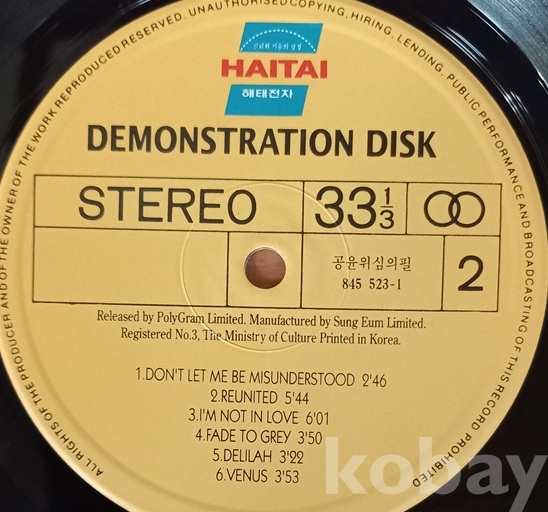 ALL RIGHTS OF THE PRODUCER AND OF THE OWNER OF THE WORK REPRODUCED RESERVED. UNAUTHORISED COPYING, HIRING, LENDING, PUBLIC PERFORMANCE AND BROADCASTING OF THIS RECORD PROHIBITED
HAITAI
해태전자
DEMONSTRATION DISK
STEREO 33 1/3
공윤위심의필
845 523-1
2
Released by PolyGram Limited. Manufactured by Sung Eum Limited.
Registered No.3, The Ministry of Culture Printed in Korea.
1.DON'T LET ME BE MISUNDERSTOOD 2'46
2.REUNITED 5'44
3.I'M NOT IN LOVE 6'01
4.FADE TO GREY 3'50
5.DELILAH 3'22
6.VENUS 3'53
kobay